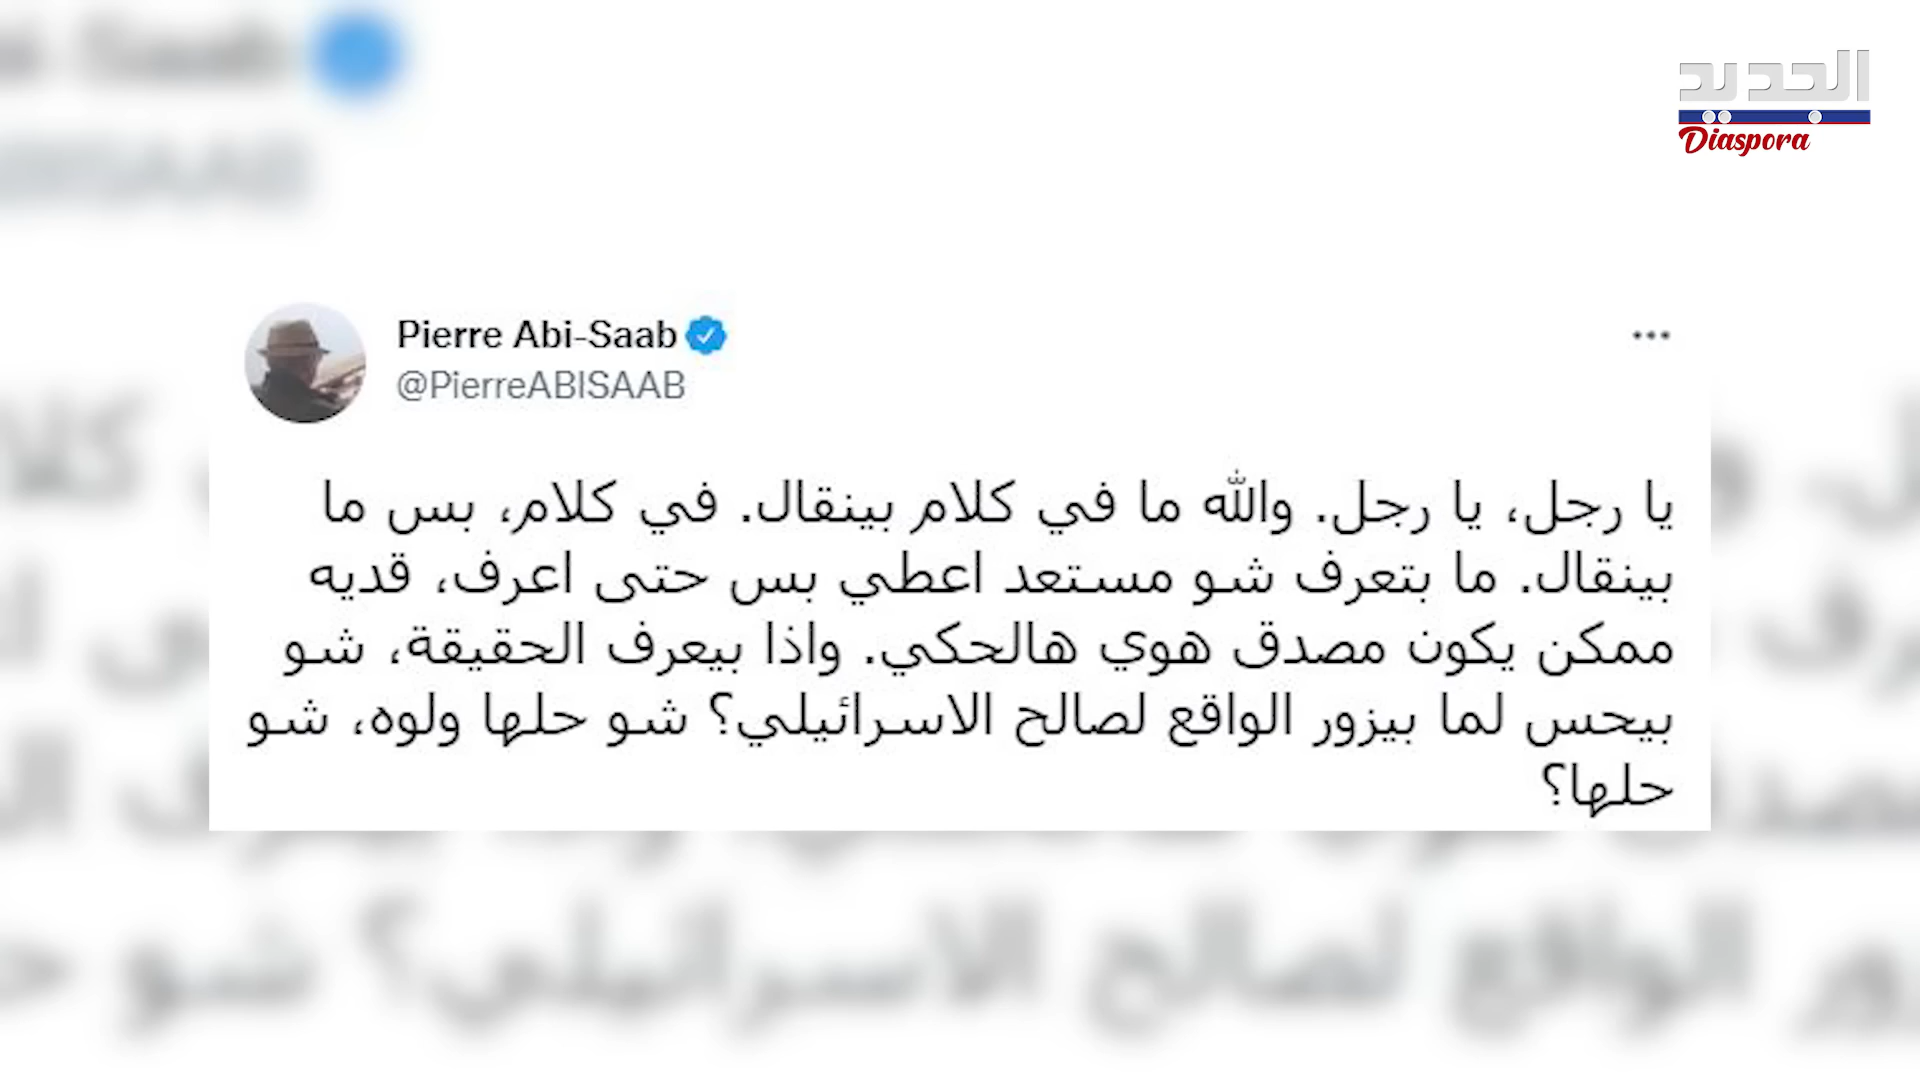 الجديد
Diaspora
Pierre Abi-Saab
@PierreABISAAB
يا رجل، يا رجل. والله ما في كلام بينقال. في كلام، بس ما
بينقال. ما بتعرف شو مستعد اعطي بس حتى اعرف، قديه
ممكن يكون مصدق هوي هالحكي. واذا بيعرف الحقيقة، شو
بيحس لما بيزور الواقع لصالح الاسرائيلي؟ شو حلها ولوه، شو
حلها؟